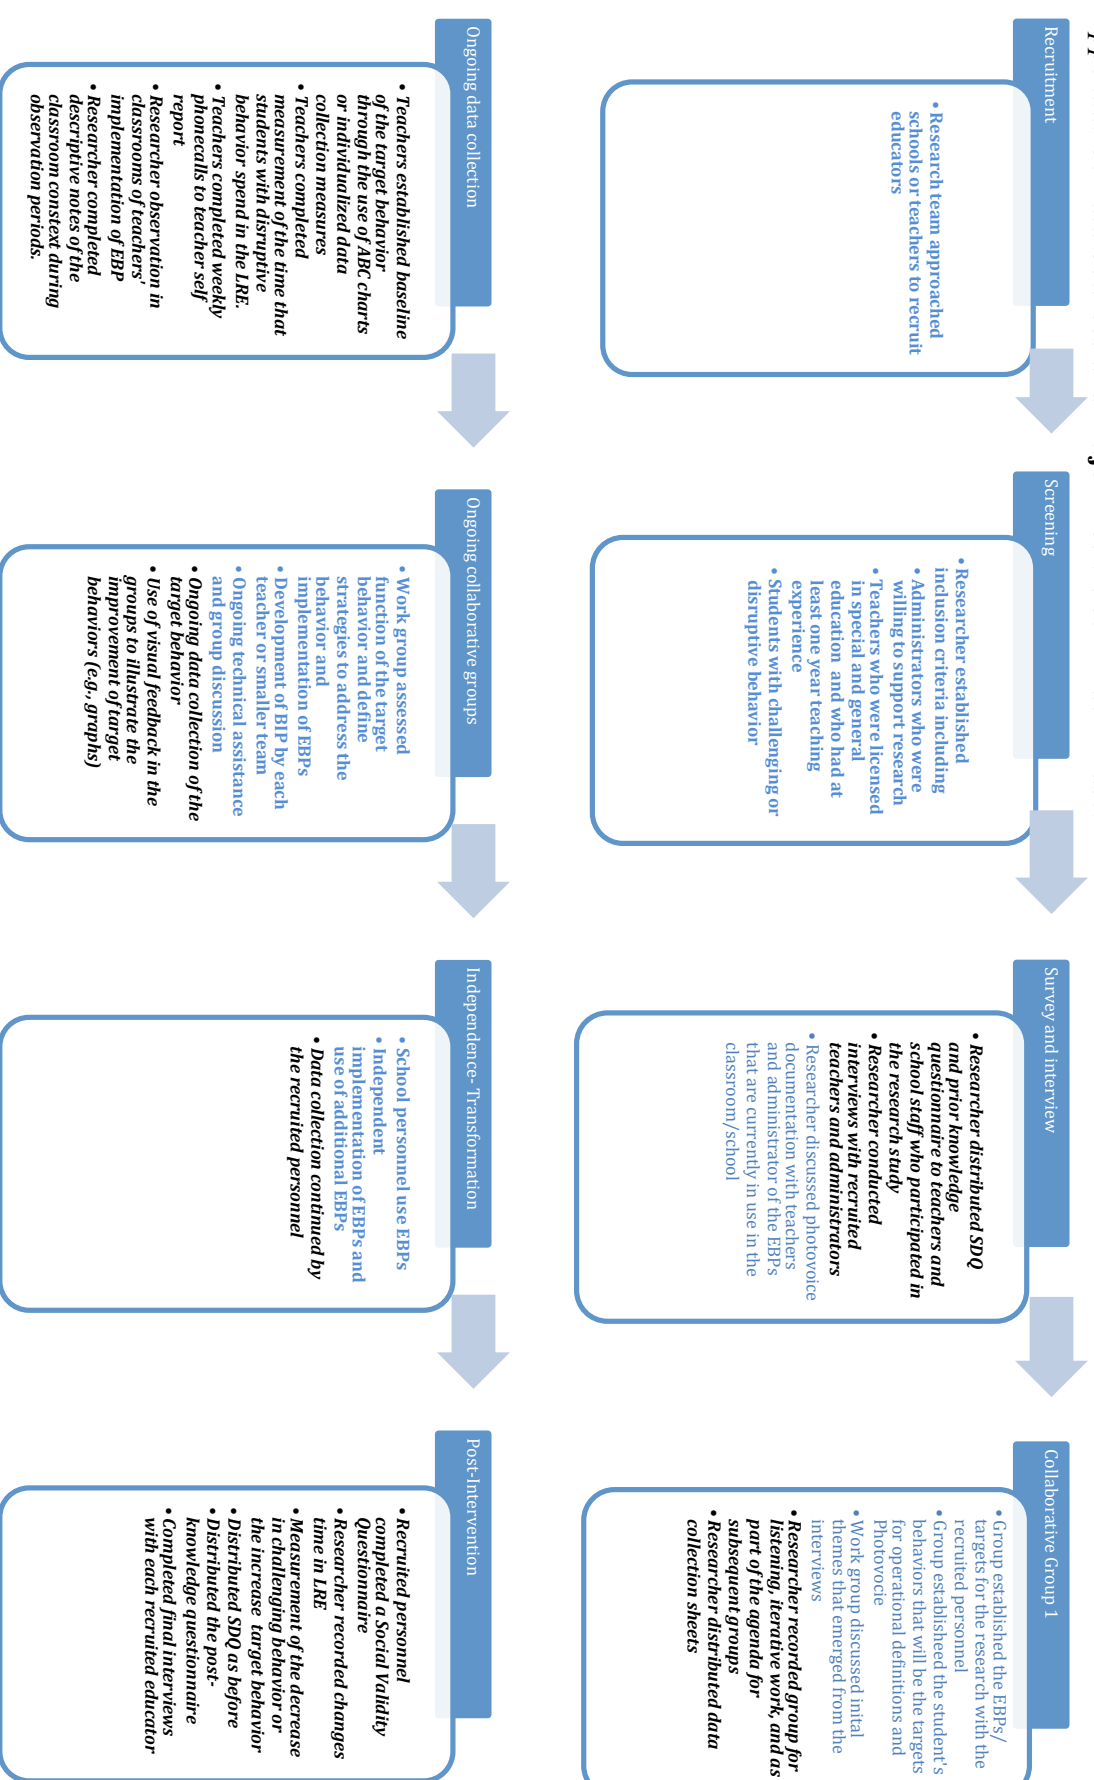 Recruitment
• Research team approached
schools or teachers to recruit
educators
Screening
• Researcher established
inclusion criteria including
• Administrators who were
willing to support research
• Teachers who were licensed
in special and general
education and who had at
least one year teaching
experience
• Students with challenging or
disruptive behavior
Survey and interview
• Researcher distributed SDQ
and prior knowledge
questionnaire to teachers and
school staff who participated in
the research study
• Researcher conducted
interviews with recruited
teachers and administrators
• Researcher discussed photovoice
documentation with teachers
and administrator of the EBPs
that are currently in use in the
classroom/school
Collaborative Group 1
• Group established the EBPs/
targets for the research with the
recruited personnel
• Group establisheed the student's
behaviors that will be the targets
for operational definitions and
Photovocie
• Work group discussed inital
themes that emerged from the
interviews
• Researcher recorded group for
listening, iterative work, and as
part of the agenda for
subsequent groups
• Researcher distributed data
collection sheets
Ongoing data collection
• Teachers established baseline
of the target behavior
through the use of ABC charts
or individualized data
collection measures
• Teachers completed
measurement of the time that
students with disruptive
behavior spend in the LRE.
• Teachers completed weekly
phonecalls to teacher self
report
• Researcher observation in
classrooms of teachers'
implementation of EBP
• Researcher completed
descriptive notes of the
classroom constext during
observation periods.
Ongoing collaborative groups
• Work group assessed
function of the target
behavior and define
strategies to address the
behavior and
implementation of EBPs
• Development of BIP by each
teacher or smaller team
• Ongoing technical assistance
and group discussion
• Ongoing data collection of the
target behavior
• Use of visual feedback in the
groups to illustrate the
improvement of target
behaviors (e.g., graphs)
Independence- Transformation
• School personnel use EBPs
• Independent
implementation of EBPs and
use of additional EBPs
• Data collection continued by
the recruited personnel
Post-Intervention
• Recruited personnel
completed a Social Validity
Questionnaire
• Researcher recorded changes
time in LRE
• Measurement of the decrease
in challenging behavior or
the increase target behavior
• Distributed SDQ as before
• Distributed the post-
knowledge questionnaire
• Completed final interviews
with each recruited educator